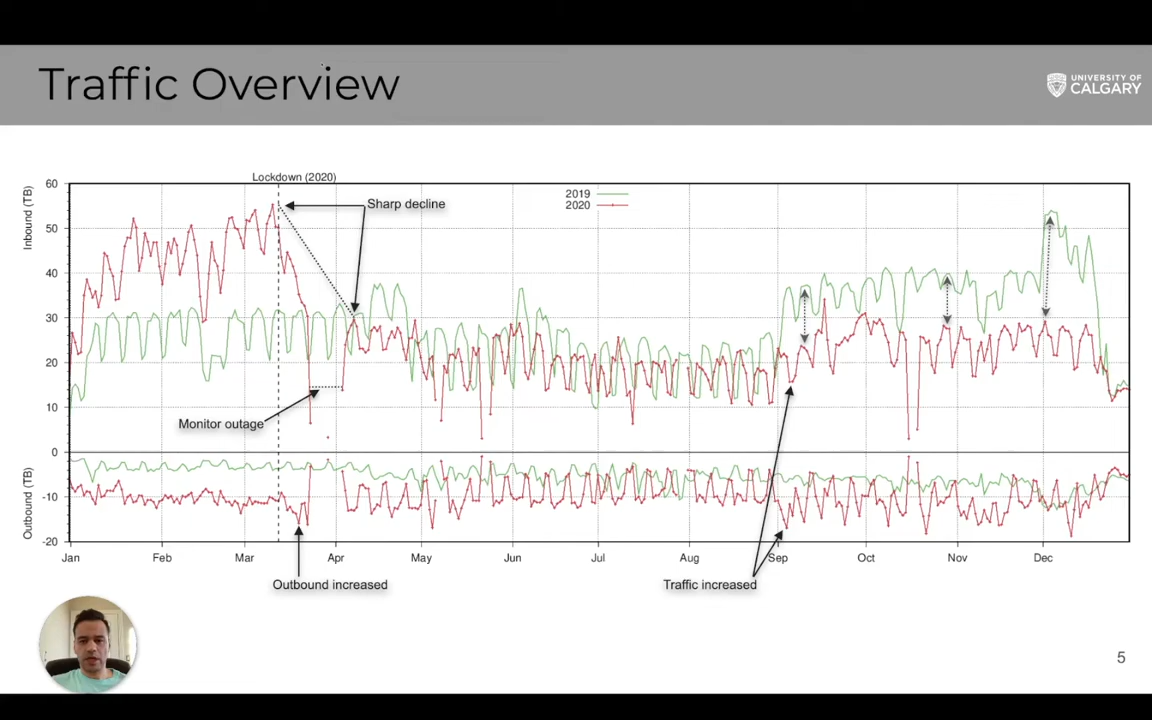 Traffic Overview
UNIVERSITY OF
CALGARY
Lockdown (2020)
Inbound (TB)
60
50
40
30
20
10
0
2019
2020
Sharp decline
Monitor outage
Outbound (TB)
-10
-20
Jan Feb Mar Apr May Jun Jul Aug Sep Oct Nov Dec
Outbound increased
Traffic increased
5